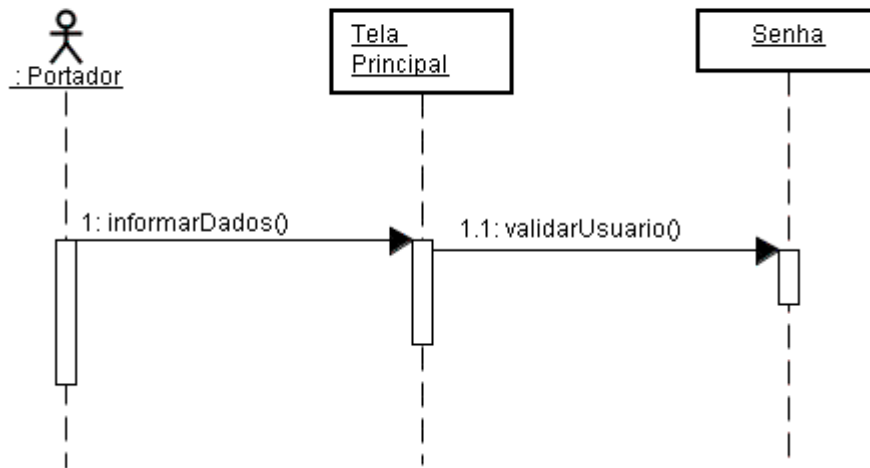 : Portador
Tela
Principal
Senha
1: informarDados()
1.1: validarUsuario()